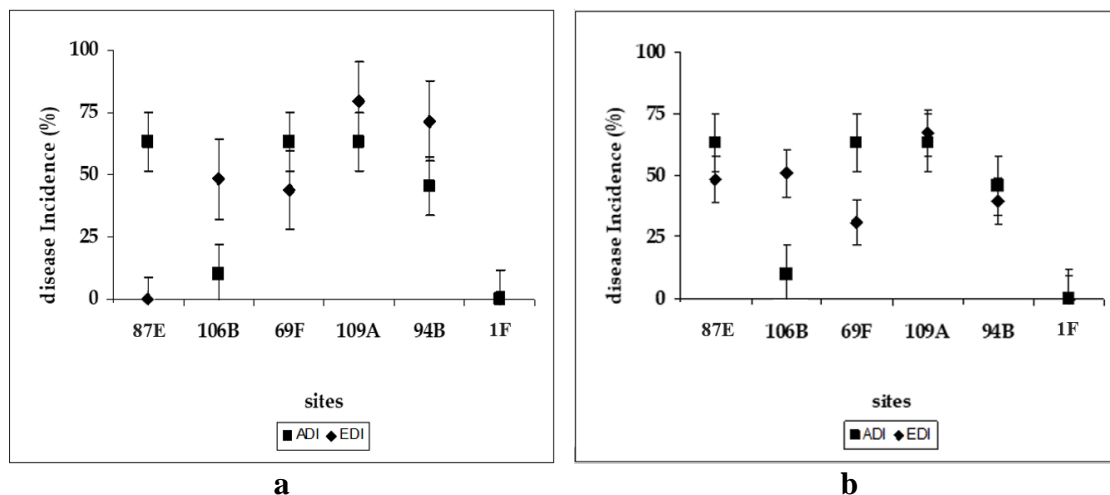 disease Incidence (%)
100
75
50
25
0
87E 106B 69F 109A 94B 1F
sites
ADI EDI
a
disease Incidence (%)
100
75
50
25
0
87E 106B 69F 109A 94B 1F
sites
ADI EDI
b